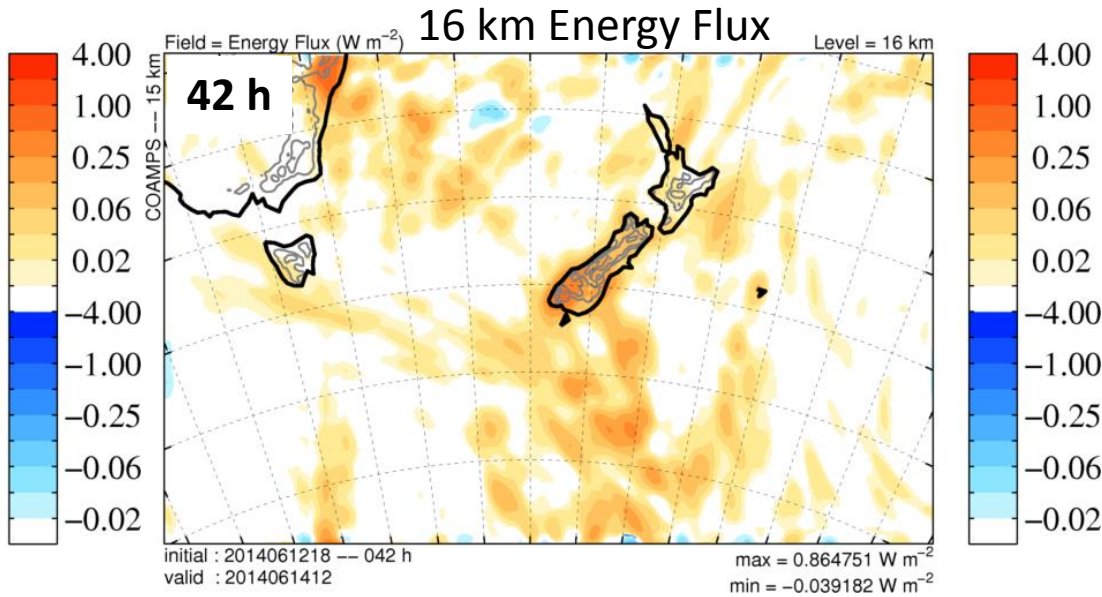 16 km Energy Flux
Field = Energy Flux (W m⁻²)
Level = 16 km
42 h
COAMPS -- 15 km
4.00
1.00
0.25
0.06
0.02
−4.00
−1.00
−0.25
−0.06
−0.02
4.00
1.00
0.25
0.06
0.02
−4.00
−1.00
−0.25
−0.06
−0.02
initial : 2014061218 -- 042 h
valid : 2014061412
max = 0.864751 W m⁻²
min = −0.039182 W m⁻²